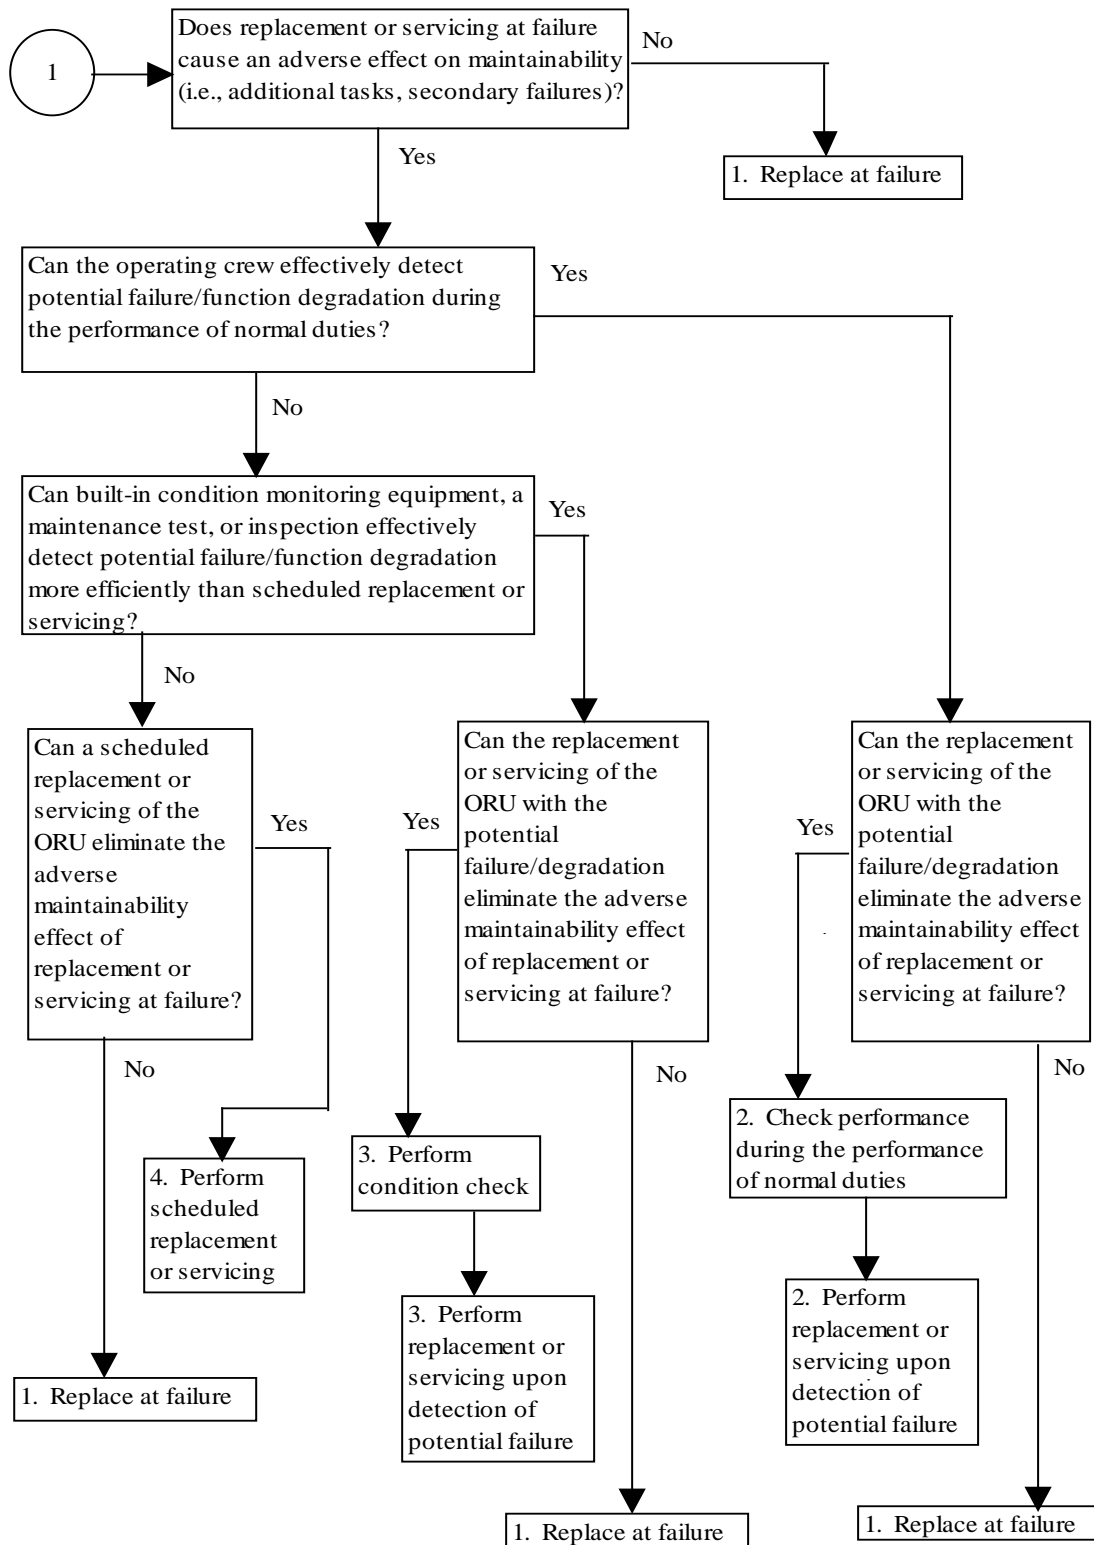 1
Does replacement or servicing at failure
cause an adverse effect on maintainability
(i.e., additional tasks, secondary failures)?
No
Yes
1. Replace at failure
Can the operating crew effectively detect
potential failure/function degradation during
the performance of normal duties?
Yes
No
Can built-in condition monitoring equipment, a
maintenance test, or inspection effectively
detect potential failure/function degradation
more efficiently than scheduled replacement or
servicing?
Yes
No
Can a scheduled
replacement or
servicing of the
ORU eliminate the
adverse
maintainability
effect of
replacement or
servicing at failure?
Yes
No
Can the replacement
or servicing of the
ORU with the
potential
failure/degradation
eliminate the adverse
maintainability effect
of replacement or
servicing at failure?
Yes
No
Can the replacement
or servicing of the
ORU with the
potential
failure/degradation
eliminate the adverse
maintainability effect
of replacement or
servicing at failure?
Yes
No
4. Perform
scheduled
replacement
or servicing
3. Perform
condition check
2. Check performance
during the performance
of normal duties
3. Perform
replacement or
servicing upon
detection of
potential failure
2. Perform
replacement or
servicing upon
detection of
potential failure
1. Replace at failure
1. Replace at failure
1. Replace at failure